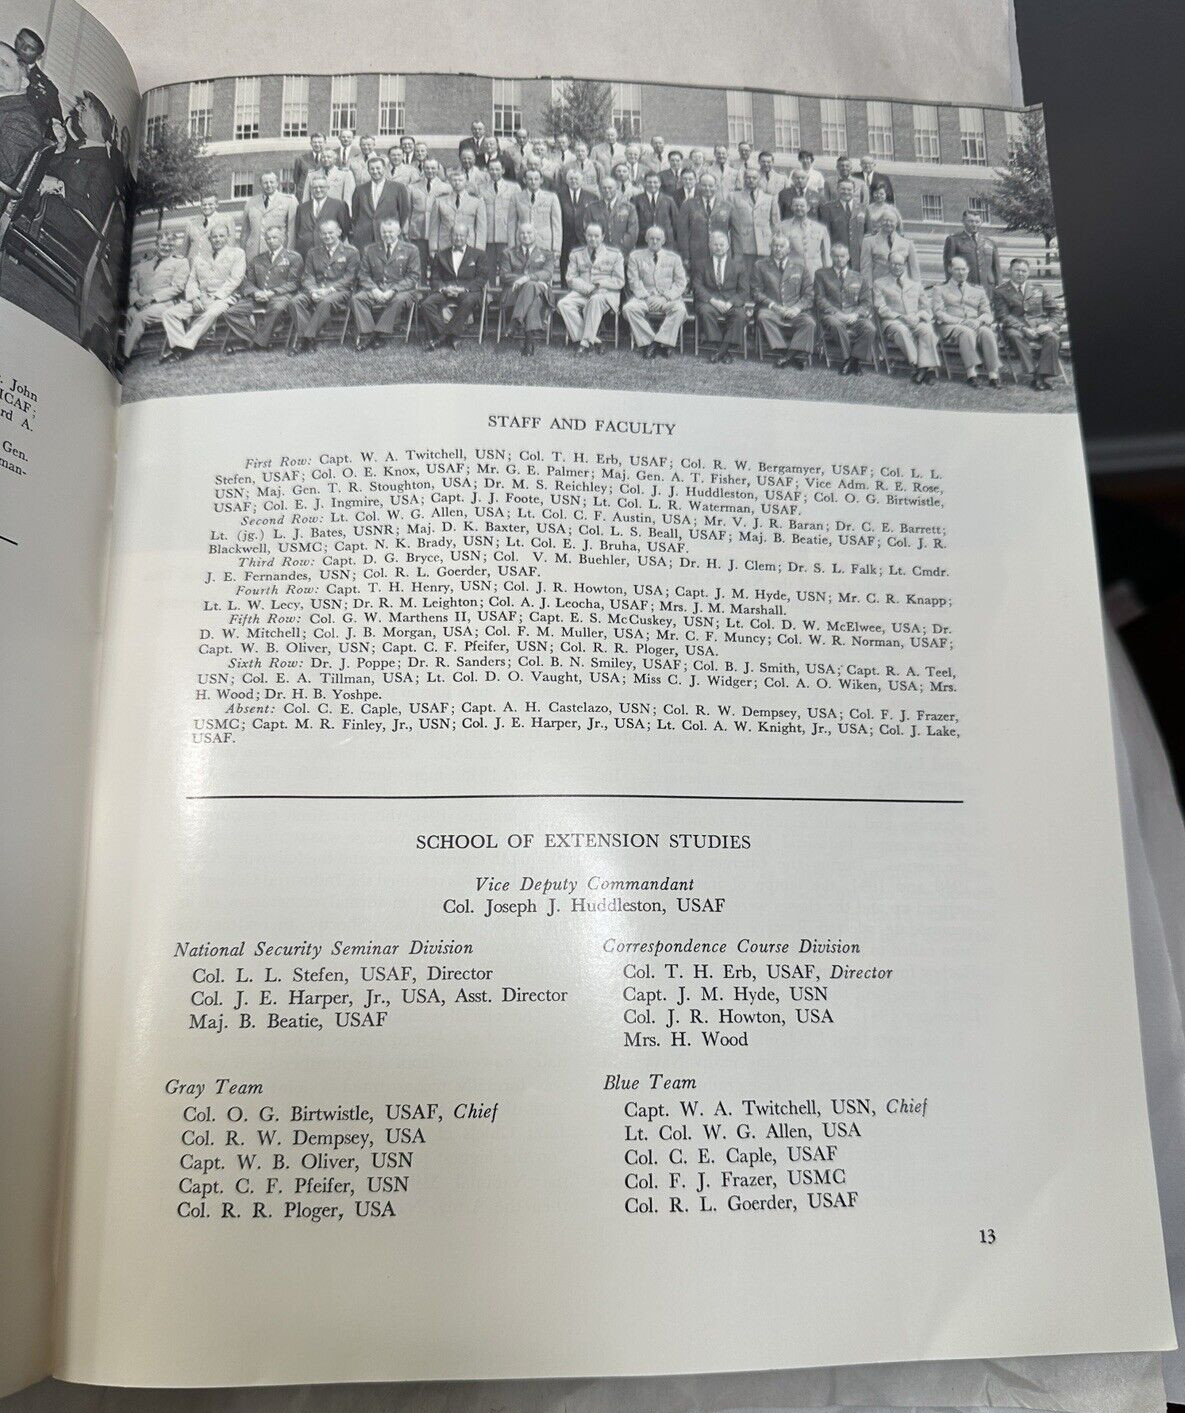 . John
ICAF;
rd A.
Gen.
man-
STAFF AND FACULTY
First Row: Capt. W. A. Twitchell, USN; Col. T. H. Erb, USAF; Col. R. W. Bergamyer, USAF; Col. L. L.
Stefen, USAF; Col. O. E. Knox, USAF; Mr. G. E. Palmer; Maj. Gen. A. T. Fisher, USAF; Vice Adm. R. E. Rose,
USN; Maj. Gen. T. R. Stoughton, USA; Dr. M. S. Reichley; Col. J. J. Huddleston, USAF; Col. O. G. Birtwistle,
USAF; Col. E. J. Ingmire, USA; Capt. J. J. Foote, USN; Lt. Col. L. R. Waterman, USAF.
Second Row: Lt. Col. W. G. Allen, USA; Lt. Col. C. F. Austin, USA; Mr. V. J. R. Baran; Dr. C. E. Barrett;
Lt. (jg.) L. J. Bates, USNR; Maj. D. K. Baxter, USA; Col. L. S. Beall, USAF; Maj. B. Beatie, USAF; Col. J. R.
Blackwell, USMC; Capt. N. K. Brady, USN; Lt. Col. E. J. Bruha, USAF.
Third Row: Capt. D. G. Bryce, USN; Col. V. M. Buehler, USA; Dr. H. J. Clem; Dr. S. L. Falk; Lt. Cmdr.
J. E. Fernandes, USN; Col. R. L. Goerder, USAF.
Fourth Row: Capt. T. H. Henry, USN; Col. J. R. Howton, USA; Capt. J. M. Hyde, USN; Mr. C. R. Knapp;
Lt. L. W. Lecy, USN; Dr. R. M. Leighton; Col. A. J. Leocha, USAF; Mrs. J. M. Marshall.
Fifth Row: Col. G. W. Marthens II, USAF; Capt. E. S. McCuskey, USN; Lt. Col. D. W. McElwee, USA; Dr.
D. W. Mitchell; Col. J. B. Morgan, USA; Col. F. M. Muller, USA; Mr. C. F. Muncy; Col. W. R. Norman, USAF;
Capt. W. B. Oliver, USN; Capt. C. F. Pfeifer, USN; Col. R. R. Ploger, USA.
Sixth Row: Dr. J. Poppe; Dr. R. Sanders; Col. B. N. Smiley, USAF; Col. B. J. Smith, USA; Capt. R. A. Teel,
USN; Col. E. A. Tillman, USA; Lt. Col. D. O. Vaught, USA; Miss C. J. Widger; Col. A. O. Wiken, USA; Mrs.
H. Wood; Dr. H. B. Yoshpe.
Absent: Col. C. E. Caple, USAF; Capt. A. H. Castelazo, USN; Col. R. W. Dempsey, USA; Col. F. J. Frazer,
USMC; Capt. M. R. Finley, Jr., USN; Col. J. E. Harper, Jr., USA; Lt. Col. A. W. Knight, Jr., USA; Col. J. Lake,
USAF.
SCHOOL OF EXTENSION STUDIES
Vice Deputy Commandant
Col. Joseph J. Huddleston, USAF
National Security Seminar Division
Col. L. L. Stefen, USAF, Director
Col. J. E. Harper, Jr., USA, Asst. Director
Maj. B. Beatie, USAF
Correspondence Course Division
Col. T. H. Erb, USAF, Director
Capt. J. M. Hyde, USN
Col. J. R. Howton, USA
Mrs. H. Wood
Gray Team
Col. O. G. Birtwistle, USAF, Chief
Col. R. W. Dempsey, USA
Capt. W. B. Oliver, USN
Capt. C. F. Pfeifer, USN
Col. R. R. Ploger, USA
Blue Team
Capt. W. A. Twitchell, USN, Chief
Lt. Col. W. G. Allen, USA
Col. C. E. Caple, USAF
Col. F. J. Frazer, USMC
Col. R. L. Goerder, USAF
13